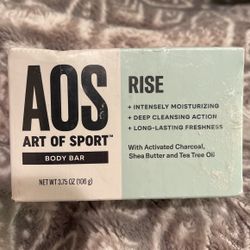 AOS
ART OF SPORT™
BODY BAR
NET WT 3.75 OZ (106 g)
RISE
+ INTENSELY MOISTURIZING
+ DEEP CLEANSING ACTION
+ LONG-LASTING FRESHNESS
With Activated Charcoal,
Shea Butter and Tea Tree Oil